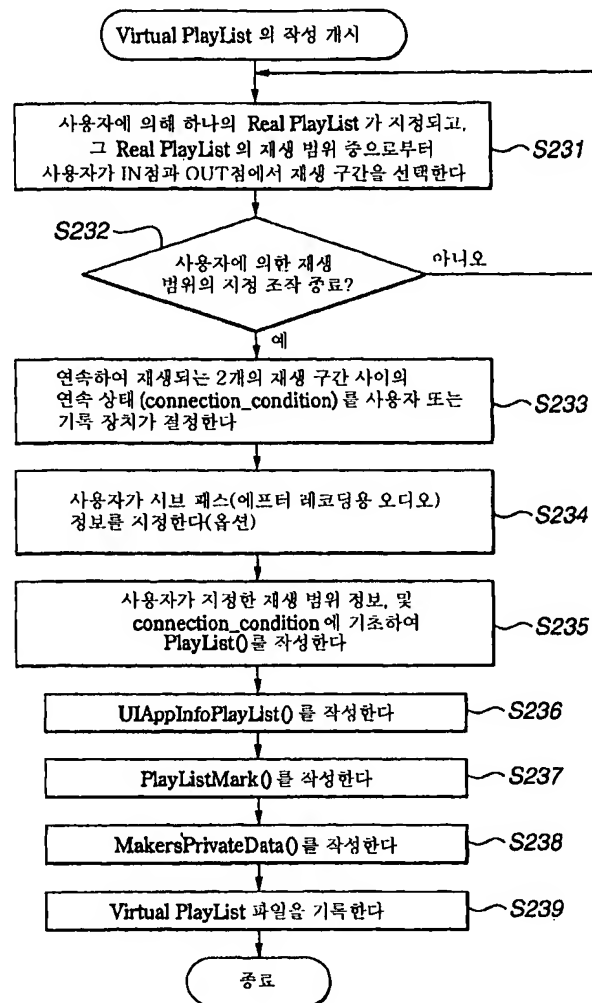 Virtual PlayList 의 작성 개시
사용자에 의해 하나의 Real PlayList 가 지정되고,
그 Real PlayList 의 재생 범위 중으로부터
사용자가 IN점과 OUT점에서 재생 구간을 선택한다
S231
S232
사용자에 의한 재생
범위의 지정 조작 종료?
아니오
예
연속하여 재생되는 2개의 재생 구간 사이의
연속 상태 (connection_condition) 를 사용자 또는
기록 장치가 결정한다
S233
사용자가 시브 패스(에프터 레코딩용 오디오)
정보를 지정한다(옵션)
S234
사용자가 지정한 재생 범위 정보, 및
connection_condition 에 기초하여
PlayList()를 작성한다
S235
UIAppInfoPlayList() 를 작성한다
S236
PlayListMark() 를 작성한다
S237
MakersPrivateData() 를 작성한다
S238
Virtual PlayList 파일을 기록한다
S239
종료